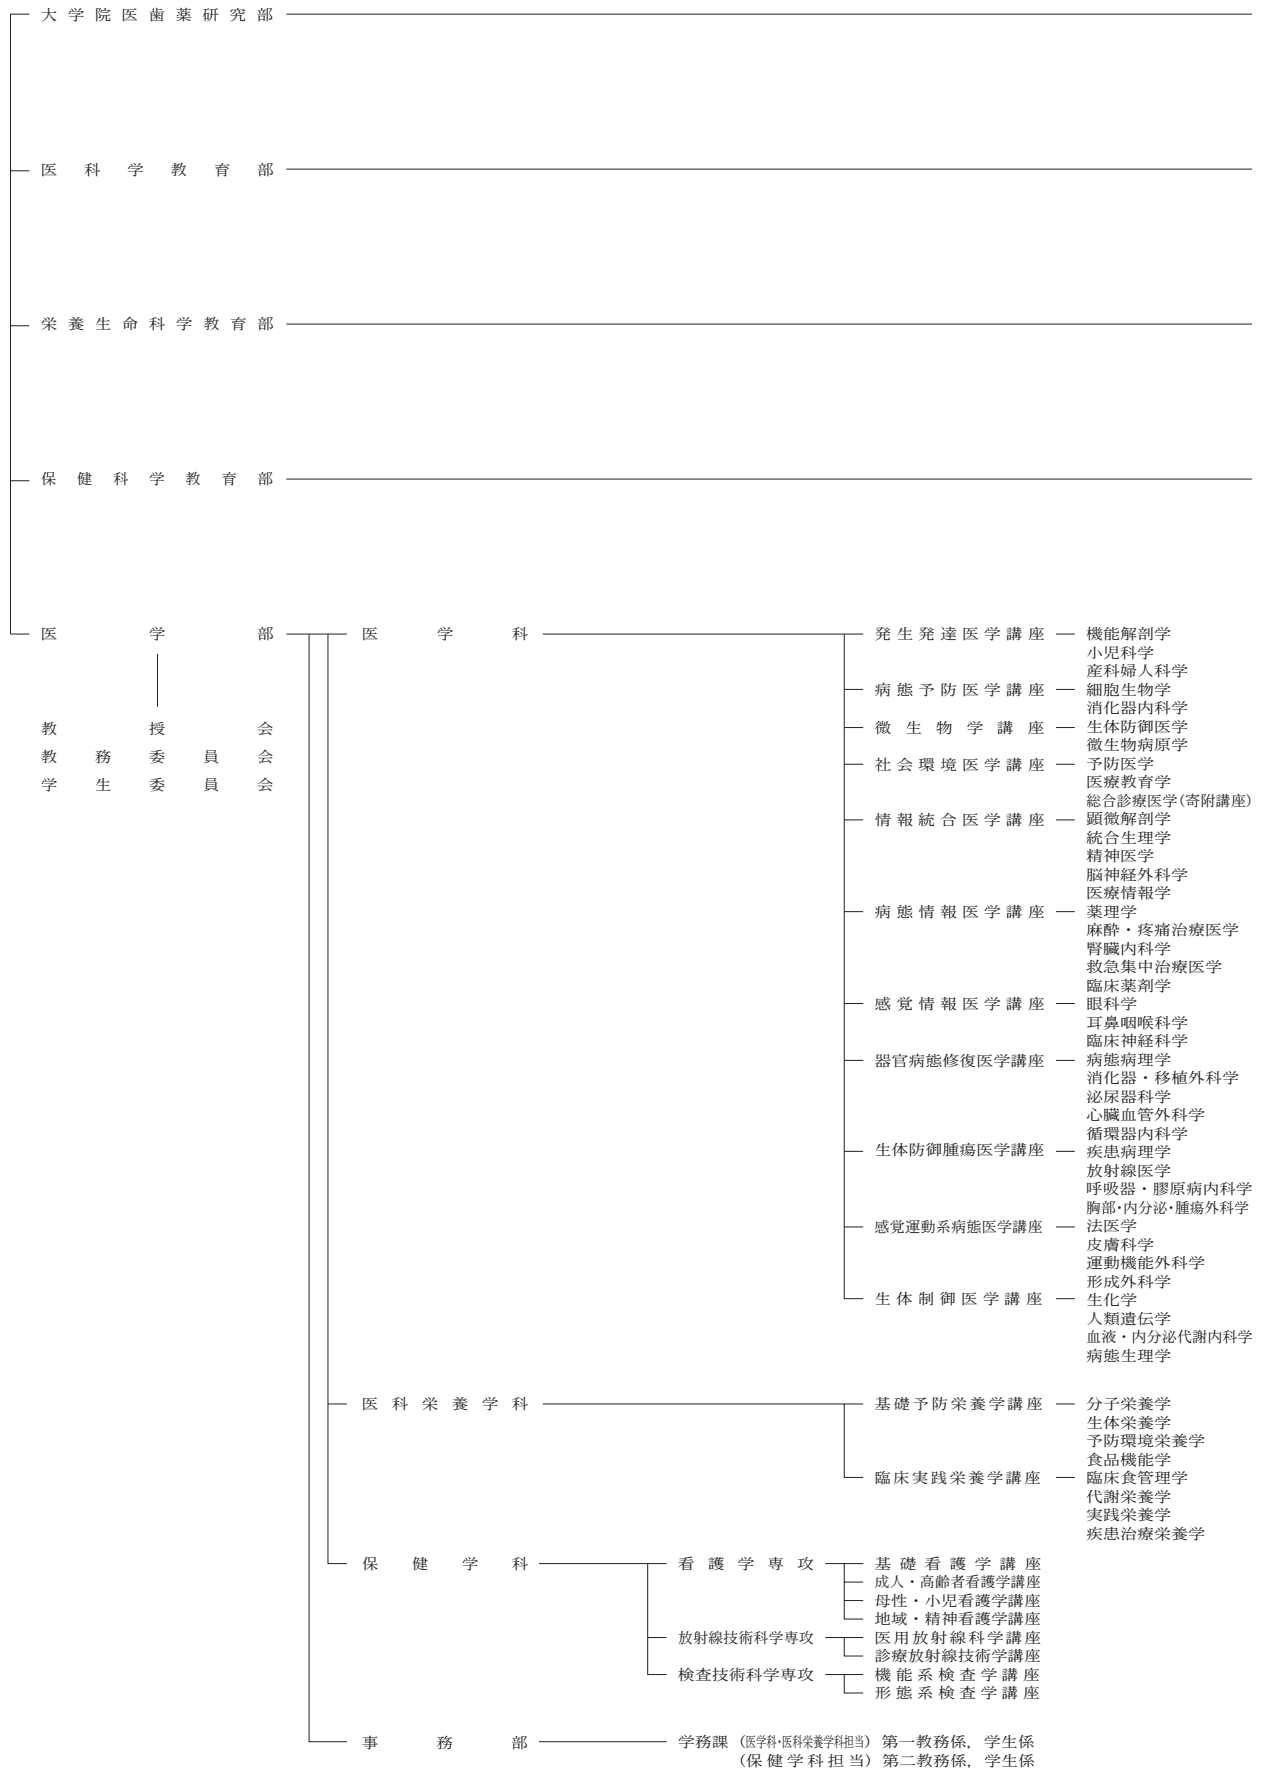 大学院医歯薬研究部
医科学教育部
栄養生命科学教育部
保健科学教育部
医学部
教授会
教務委員会
学生委員会
医学科
発生発達医学講座 機能解剖学
小児科学
産科婦人科学
病態予防医学講座 細胞生物学
消化器内科学
微生物学講座 生体防御医学
微生物病原学
社会環境医学講座 予防医学
医療教育学
総合診療医学(寄附講座)
情報統合医学講座 顕微解剖学
統合生理学
精神医学
脳神経外科学
医療情報学
病態情報医学講座 薬理学
麻酔・疼痛治療医学
腎臓内科学
救急集中治療医学
臨床薬剤学
感覚情報医学講座 眼科学
耳鼻咽喉科学
臨床神経科学
器官病態修復医学講座 病態病理学
消化器・移植外科学
泌尿器科学
心臓血管外科学
循環器内科学
生体防御腫瘍医学講座 疾患病理学
放射線医学
呼吸器・膠原病内科学
胸部・内分泌・腫瘍外科学
感覚運動系病態医学講座 法医学
皮膚科学
運動機能外科学
形成外科学
生体制御医学講座 生化学
人類遺伝学
血液・内分泌代謝内科学
病態生理学
医科栄養学科
基礎予防栄養学講座 分子栄養学
生体栄養学
予防環境栄養学
食品機能学
臨床実践栄養学講座 臨床食管理学
代謝栄養学
実践栄養学
疾患治療栄養学
保健学科
看護学専攻 基礎看護学講座
成人・高齢者看護学講座
母性・小児看護学講座
地域・精神看護学講座
放射線技術科学専攻 医用放射線科学講座
診療放射線技術学講座
検査技術科学専攻 機能系検査学講座
形態系検査学講座
事務部
学務課(医学科・医科栄養学科担当)第一教務係,学生係
(保健学科担当)第二教務係,学生係